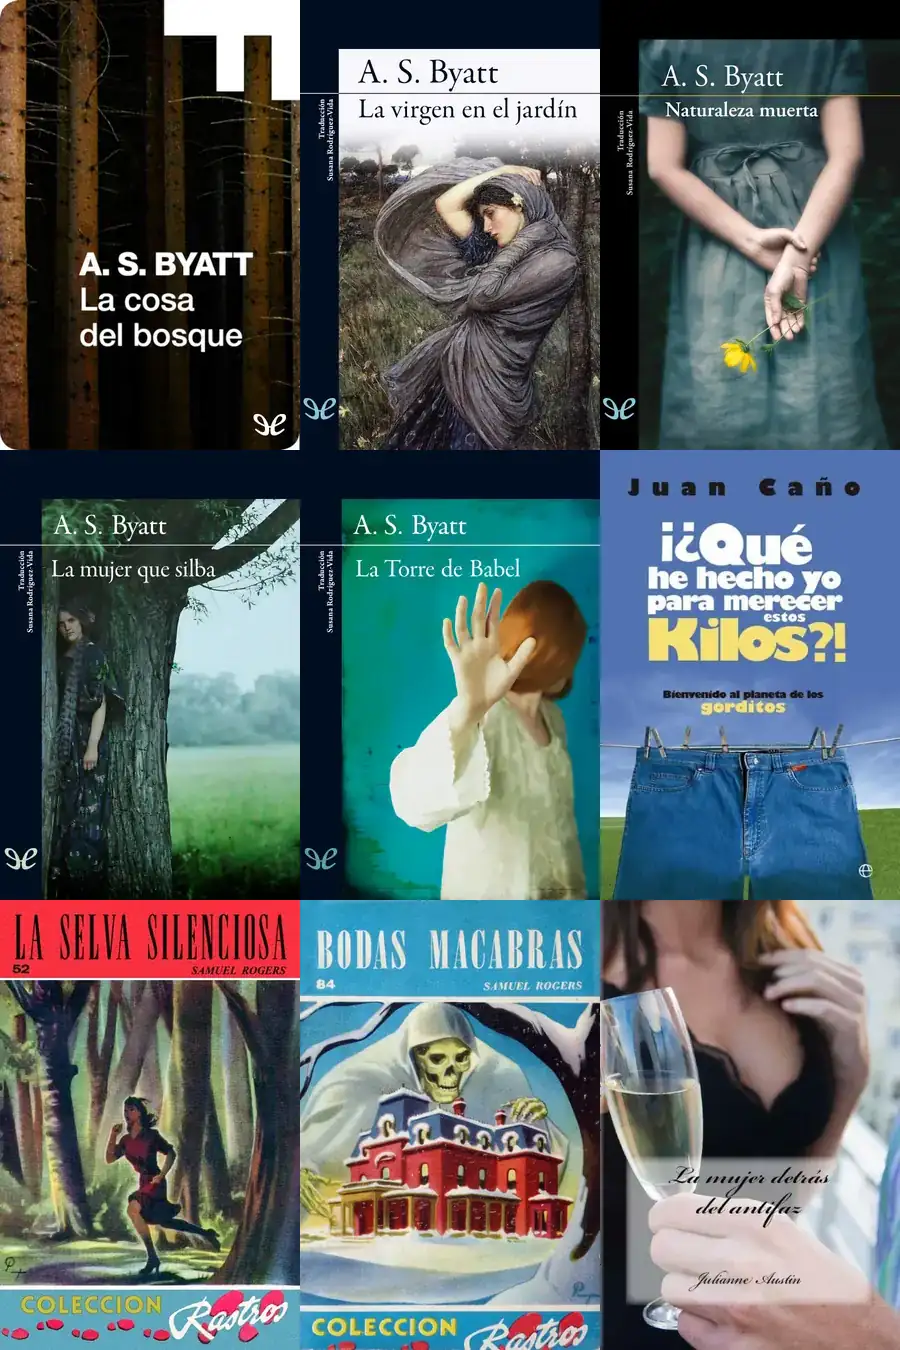 A. S. BYATT
La cosa
del bosque
A. S. Byatt
La virgen en el jardín
Traducción
Susana Rodríguez-Vida
A. S. Byatt
Naturaleza muerta
Traducción
Susana Rodríguez-Vida
A. S. Byatt
La mujer que silba
Traducción
Susana Rodríguez-Vida
A. S. Byatt
La Torre de Babel
Traducción
Susana Rodríguez-Vida
Juan Caño
¡¿Qué
he hecho yo
para merecer
estos
Kilos?!
Bienvenido al planeta de los
gorditos
LA SELVA SILENCIOSA
52
SAMUEL ROGERS
COLECCION
Rastros
BODAS MACABRAS
84
SAMUEL ROGERS
COLECCION
Rastros
La mujer detrás
del antifaz
Julianne Austin